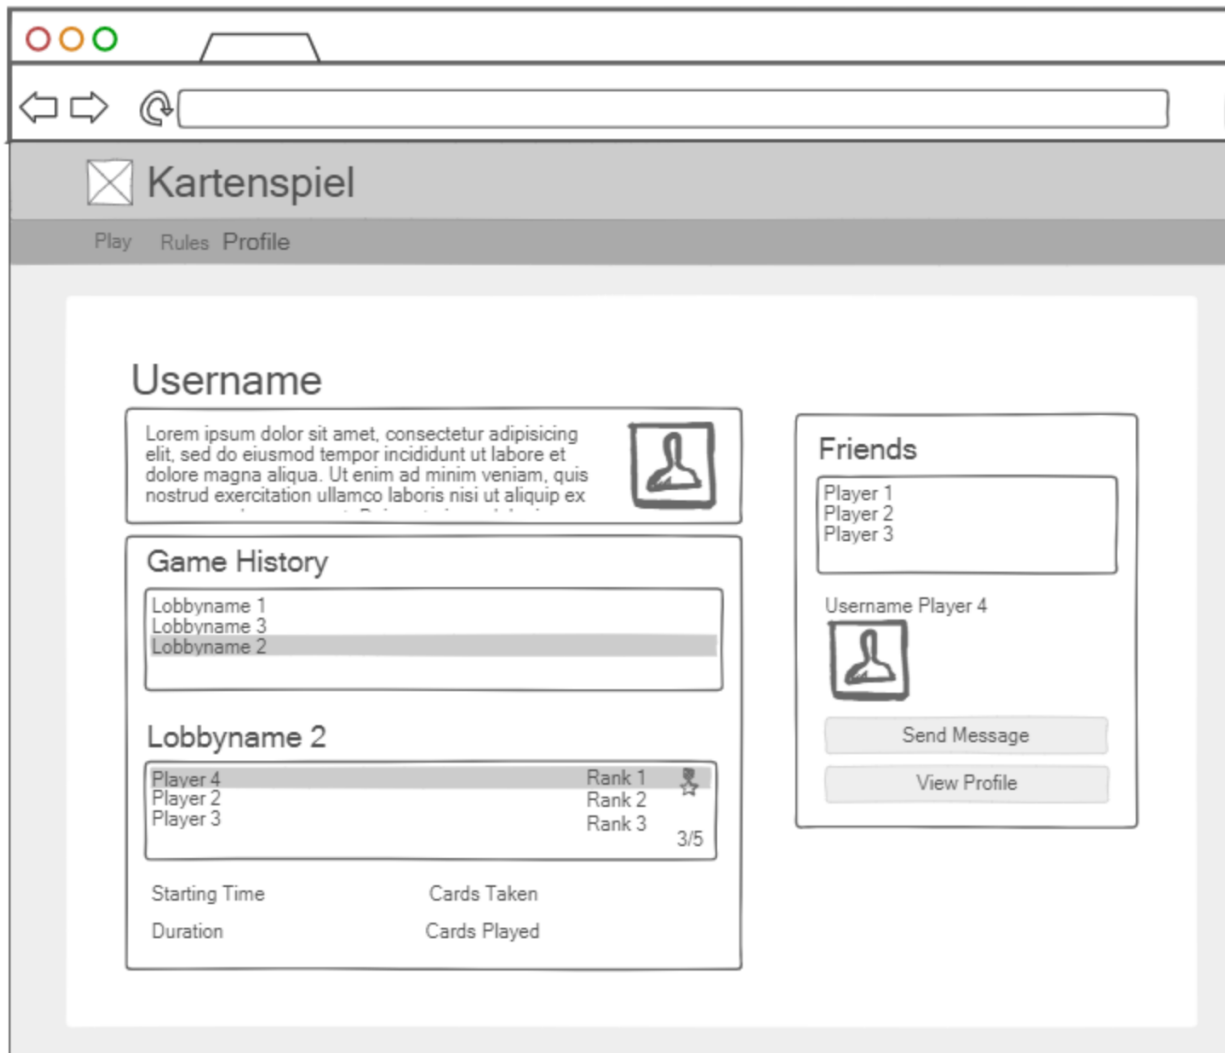 Kartenspiel
Play Rules Profile
Username
Lorem ipsum dolor sit amet, consectetur adipisicing
elit, sed do eiusmod tempor incididunt ut labore et
dolore magna aliqua. Ut enim ad minim veniam, quis
nostrud exercitation ullamco laboris nisi ut aliquip ex
Game History
Lobbyname 1
Lobbyname 3
Lobbyname 2
Lobbyname 2
Player 4 Rank 1
Player 2 Rank 2
Player 3 Rank 3
3/5
Starting Time Cards Taken
Duration Cards Played
Friends
Player 1
Player 2
Player 3
Username Player 4
Send Message
View Profile